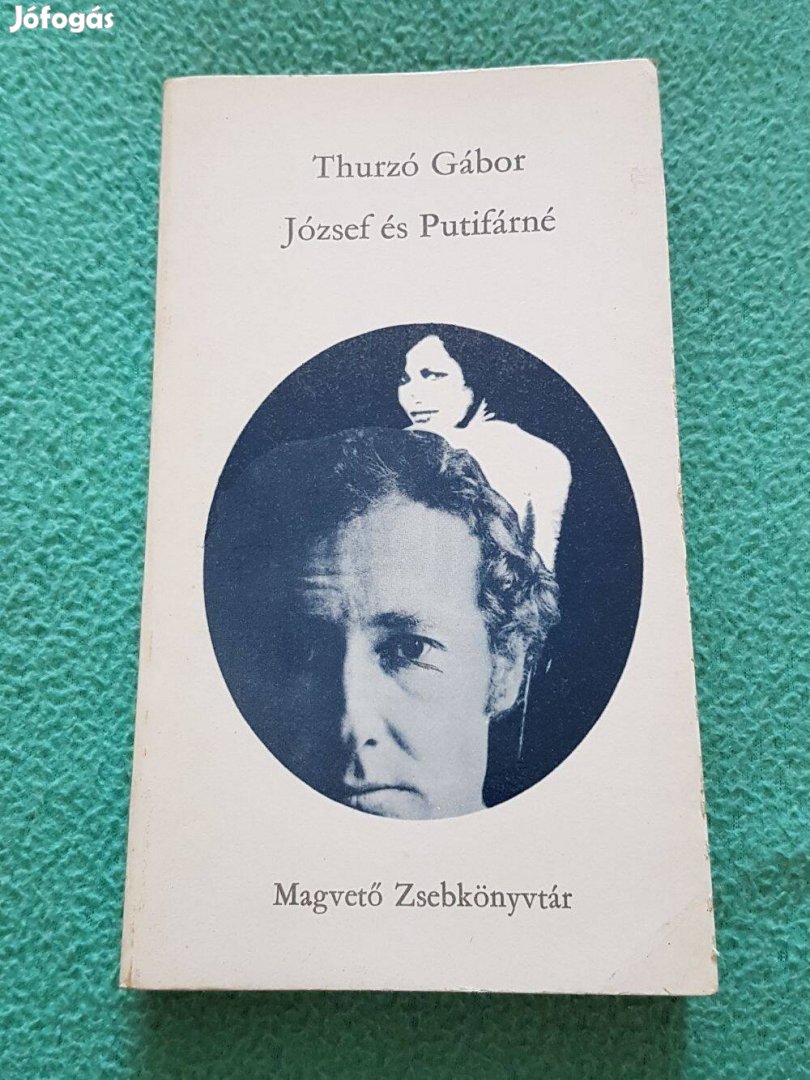 Jófogás
Thurzó Gábor
József és Putifárné
Magvető Zsebkönyvtár